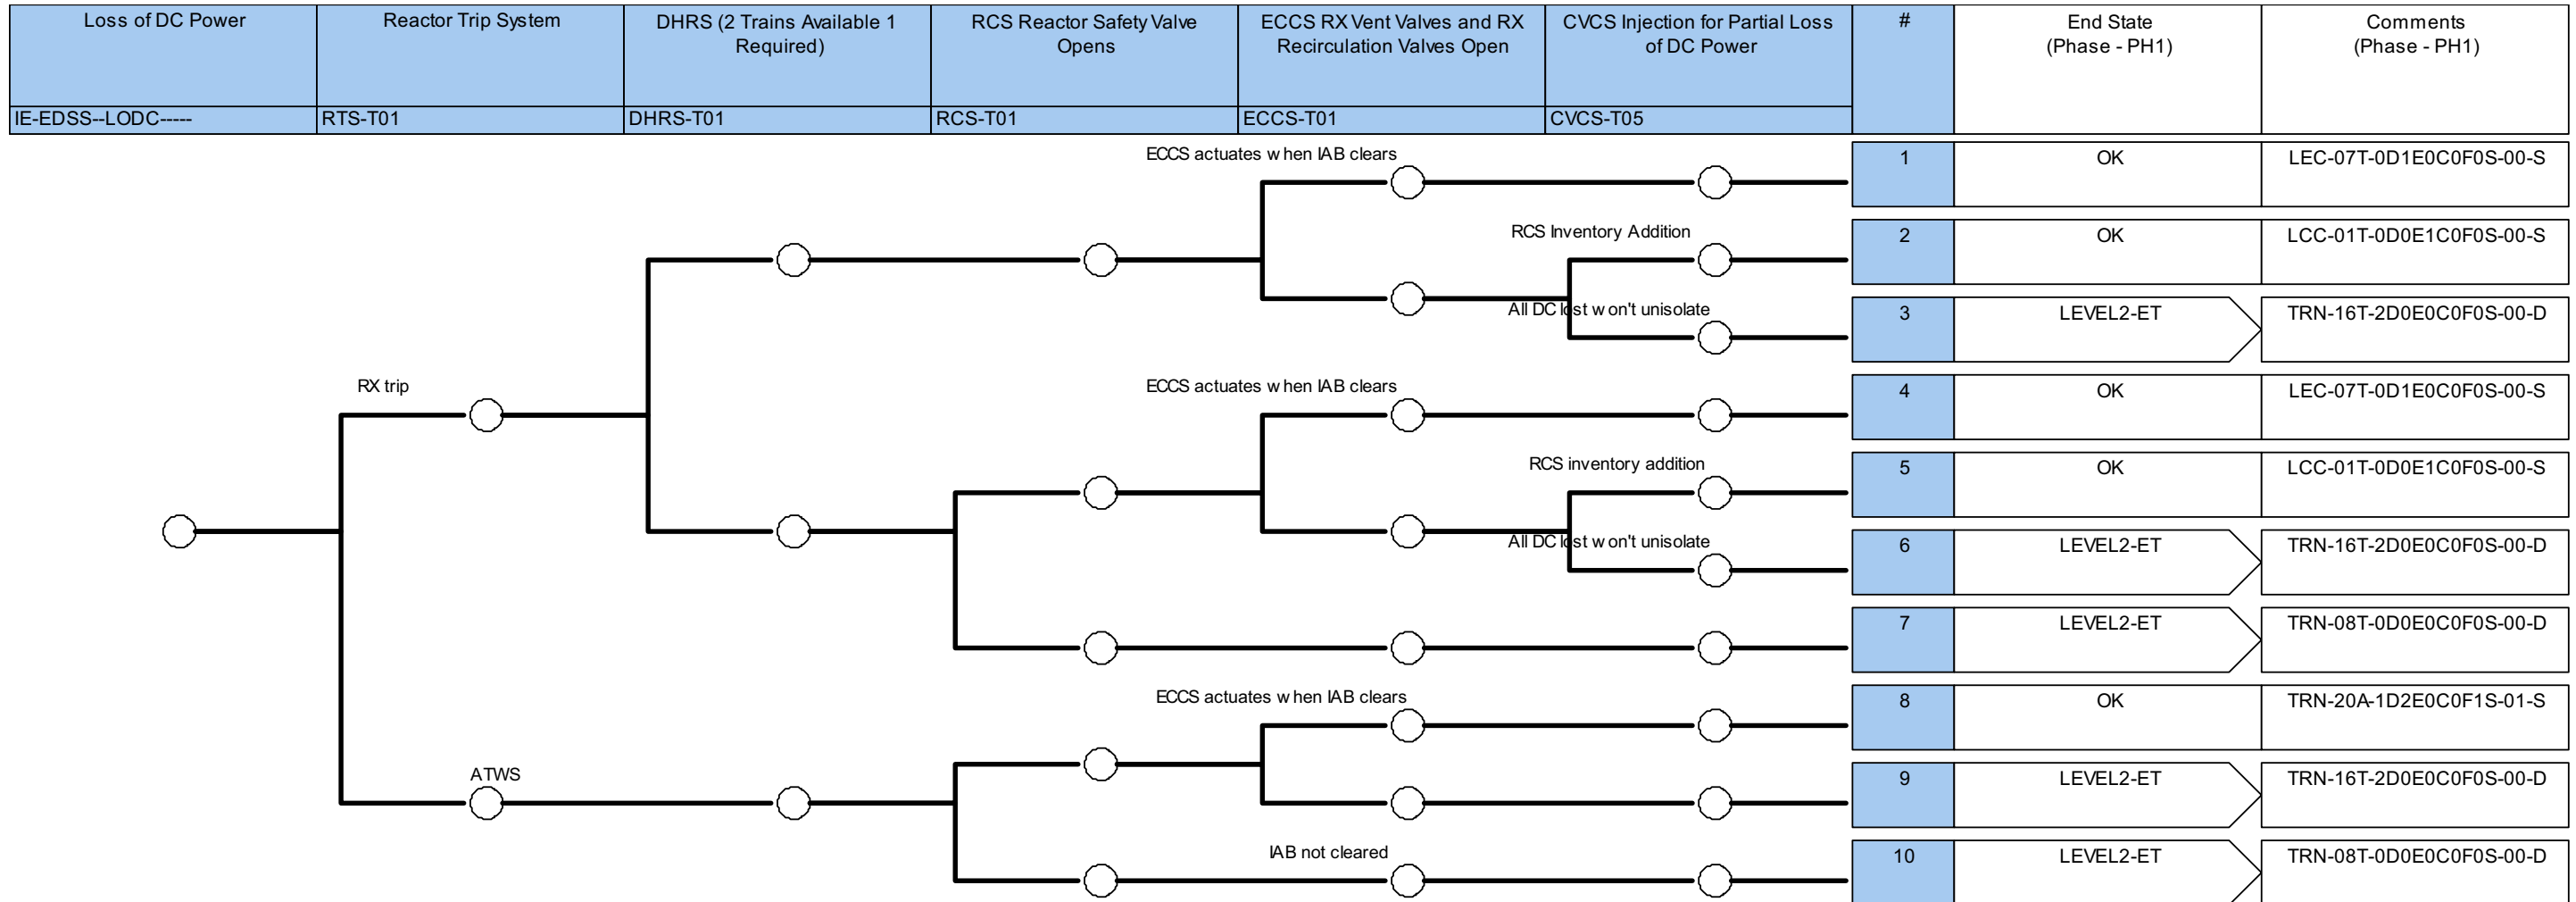 Loss of DC Power
Reactor Trip System
DHRS (2 Trains Available 1
Required)
RCS Reactor Safety Valve
Opens
ECCS RX Vent Valves and RX
Recirculation Valves Open
CVCS Injection for Partial Loss
of DC Power
#
End State
(Phase - PH1)
Comments
(Phase - PH1)
IE-EDSS--LODC-----
RTS-T01
DHRS-T01
RCS-T01
ECCS-T01
CVCS-T05
ECCS actuates when IAB clears
1
OK
LEC-07T-0D1E0C0F0S-00-S
RCS Inventory Addition
2
OK
LCC-01T-0D0E1C0F0S-00-S
All DC lost won't unisolate
3
LEVEL2-ET
TRN-16T-2D0E0C0F0S-00-D
RX trip
ECCS actuates when IAB clears
4
OK
LEC-07T-0D1E0C0F0S-00-S
RCS inventory addition
5
OK
LCC-01T-0D0E1C0F0S-00-S
All DC lost won't unisolate
6
LEVEL2-ET
TRN-16T-2D0E0C0F0S-00-D
7
LEVEL2-ET
TRN-08T-0D0E0C0F0S-00-D
ECCS actuates when IAB clears
8
OK
TRN-20A-1D2E0C0F1S-01-S
ATWS
9
LEVEL2-ET
TRN-16T-2D0E0C0F0S-00-D
IAB not cleared
10
LEVEL2-ET
TRN-08T-0D0E0C0F0S-00-D